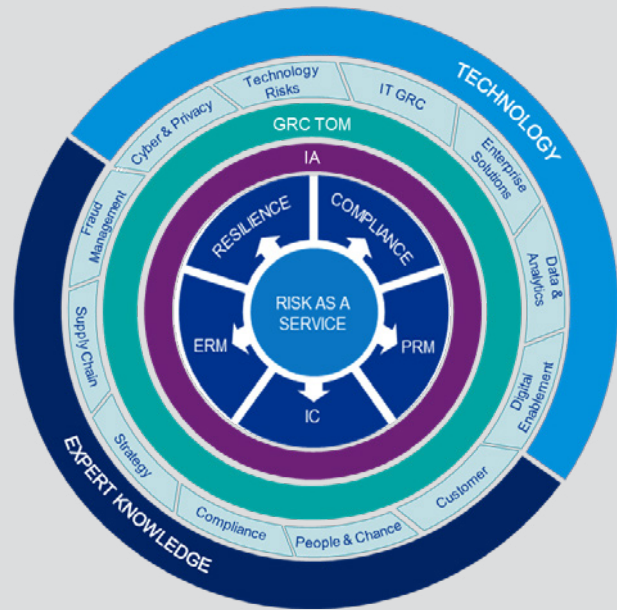 TECHNOLOGY
Technology
Risks
IT GRC
Cyber & Privacy
Enterprise
Solutions
GRC TOM
IA
Fraud
Management
RESILIENCE
COMPLIANCE
Data &
Analytics
RISK AS A
SERVICE
Supply Chain
ERM
PRM
Digital
Enablement
IC
Strategy
Customer
Compliance
People & Chance
EXPERT KNOWLEDGE